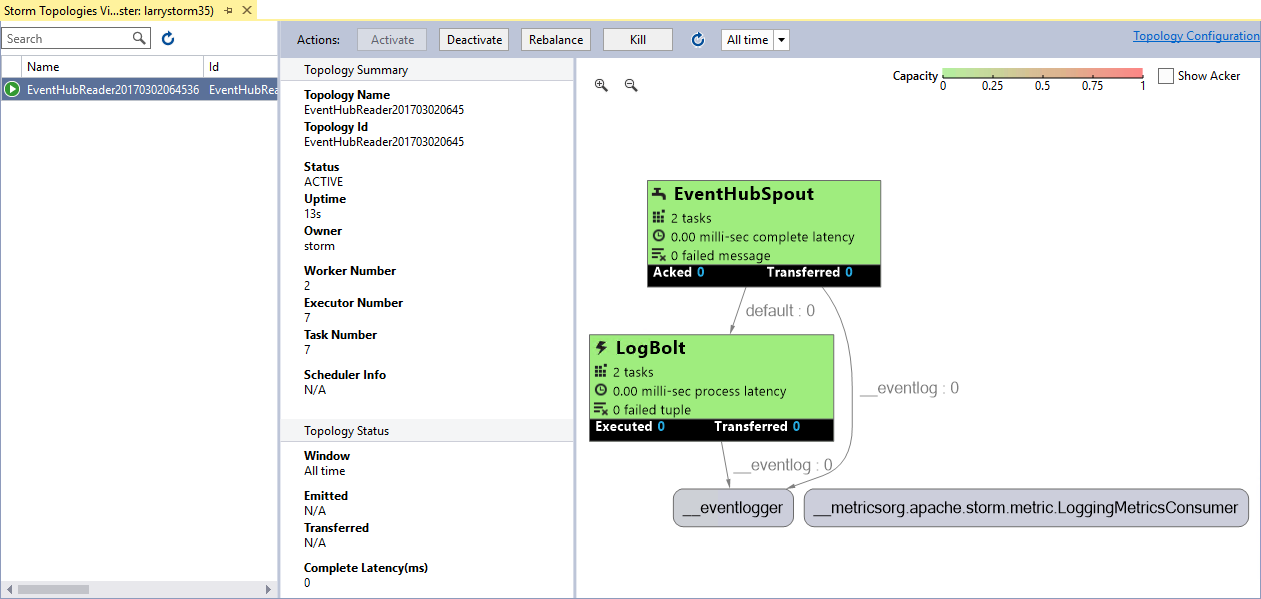 Storm Topologies Vi...ster: larrystorm35)
Search
Name
Id
EventHubReader20170302064536
EventHubRea
Actions:
Activate
Deactivate
Rebalance
Kill
All time
Topology Configuration
Topology Summary
Topology Name
EventHubReader201703020645
Topology Id
EventHubReader201703020645
Status
ACTIVE
Uptime
13s
Owner
storm
Worker Number
2
Executor Number
7
Task Number
7
Scheduler Info
N/A
Topology Status
Window
All time
Emitted
N/A
Transferred
N/A
Complete Latency(ms)
0
Capacity
0 0.25 0.5 0.75 1
Show Acker
EventHubSpout
2 tasks
0.00 milli-sec complete latency
0 failed message
Acked 0 Transferred 0
default : 0
LogBolt
2 tasks
0.00 milli-sec process latency
0 failed tuple
Executed 0 Transferred 0
__eventlog : 0
__eventlog : 0
__eventlogger
__metricsorg.apache.storm.metric.LoggingMetricsConsumer